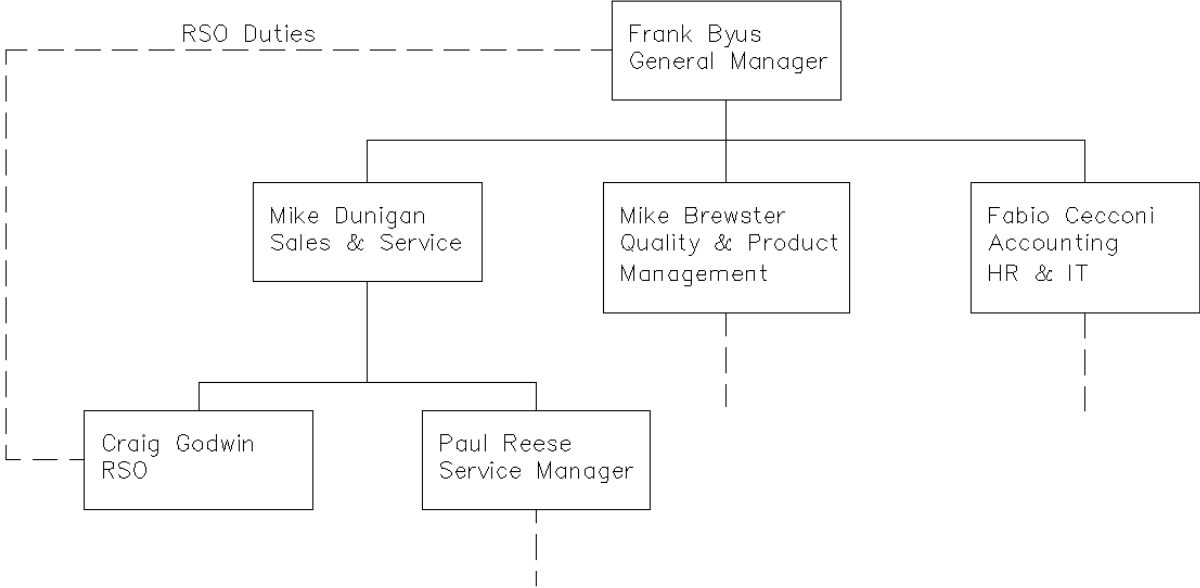 RSO Duties
Frank Byus
General Manager
Mike Dunigan
Sales & Service
Mike Brewster
Quality & Product
Management
Fabio Cecconi
Accounting
HR & IT
Craig Godwin
RSO
Paul Reese
Service Manager